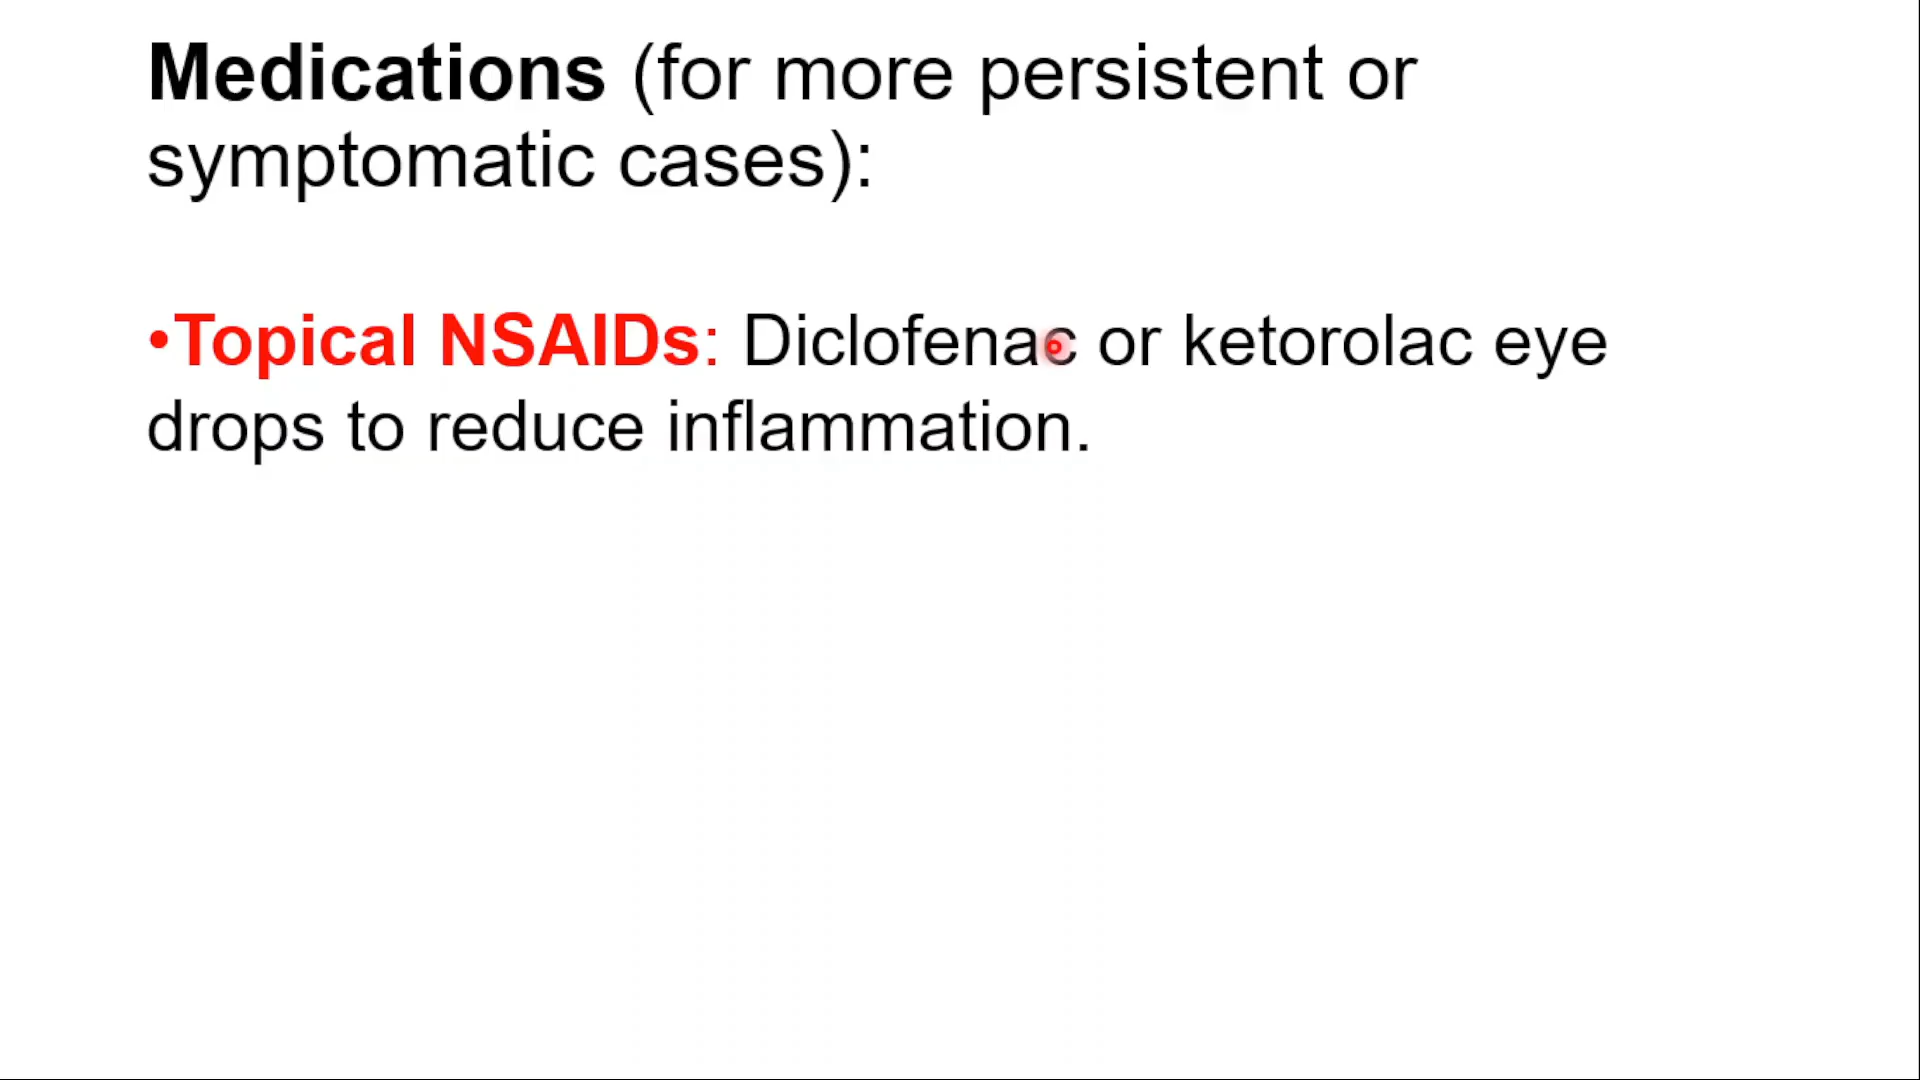 Medications (for more persistent or
symptomatic cases):
•Topical NSAIDs: Diclofenac or ketorolac eye
drops to reduce inflammation.